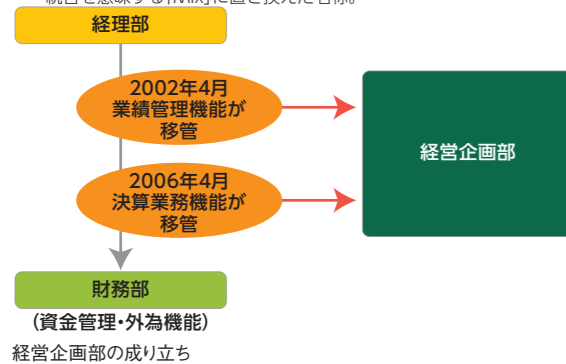 経理部
2002年4月
業績管理機能が
移管
経営企画部
2006年4月
決算業務機能が
移管
財務部
(資金管理・外為機能)
経営企画部の成り立ち